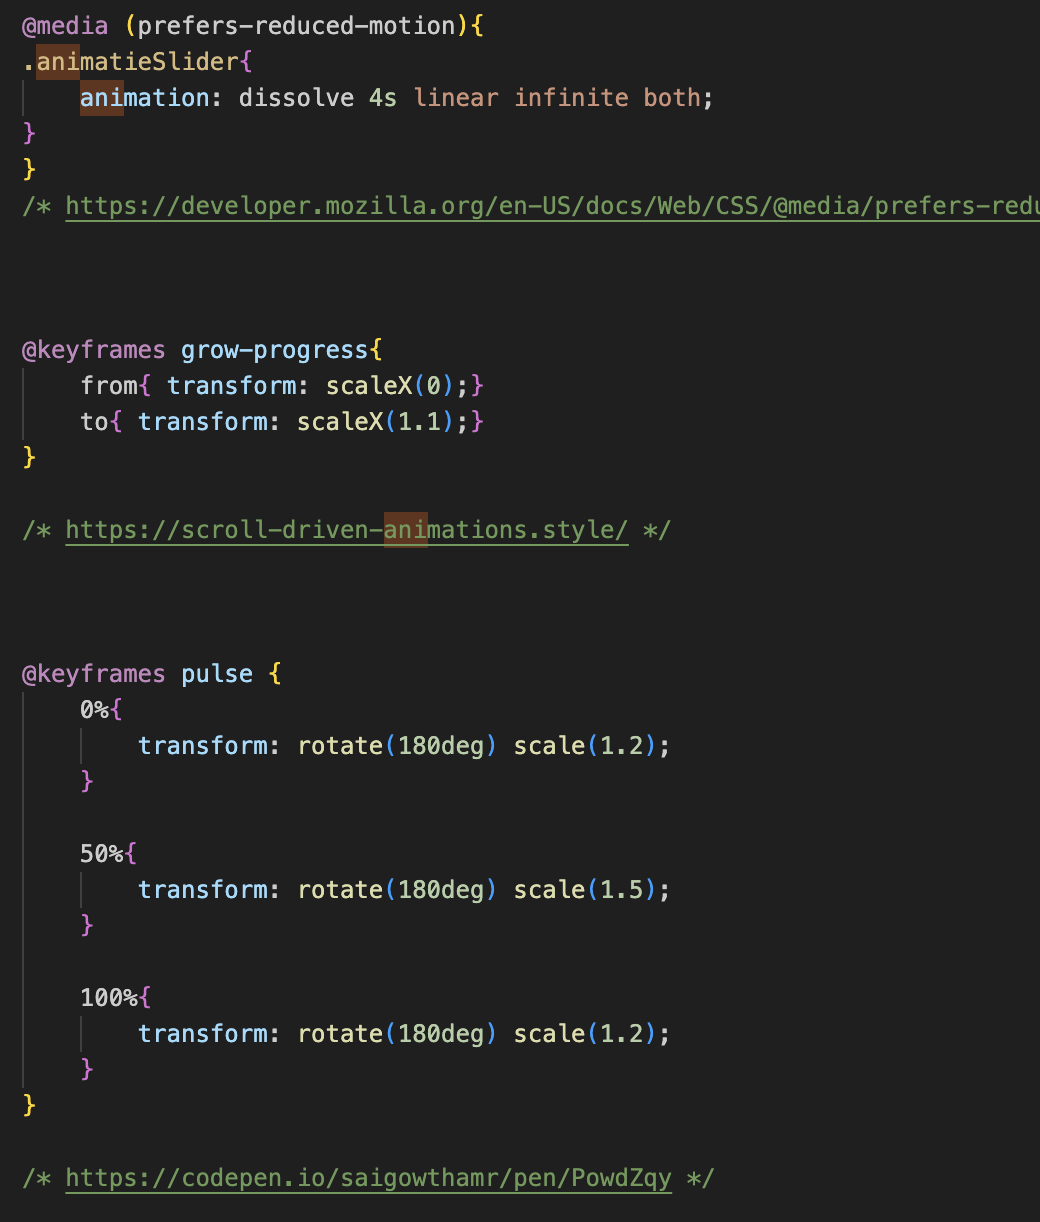 @media (prefers-reduced-motion){
.animatieSlider{
    animation: dissolve 4s linear infinite both;
}
}
/* https://developer.mozilla.org/en-US/docs/Web/CSS/@media/prefers-redu
@keyframes grow-progress{
    from{ transform: scaleX(0);}
    to{ transform: scaleX(1.1);}
}
/* https://scroll-driven-animations.style/ */
@keyframes pulse {
    0%{
        transform: rotate(180deg) scale(1.2);
    }
    50%{
        transform: rotate(180deg) scale(1.5);
    }
    100%{
        transform: rotate(180deg) scale(1.2);
    }
}
/* https://codepen.io/saigowthamr/pen/PowdZqy */